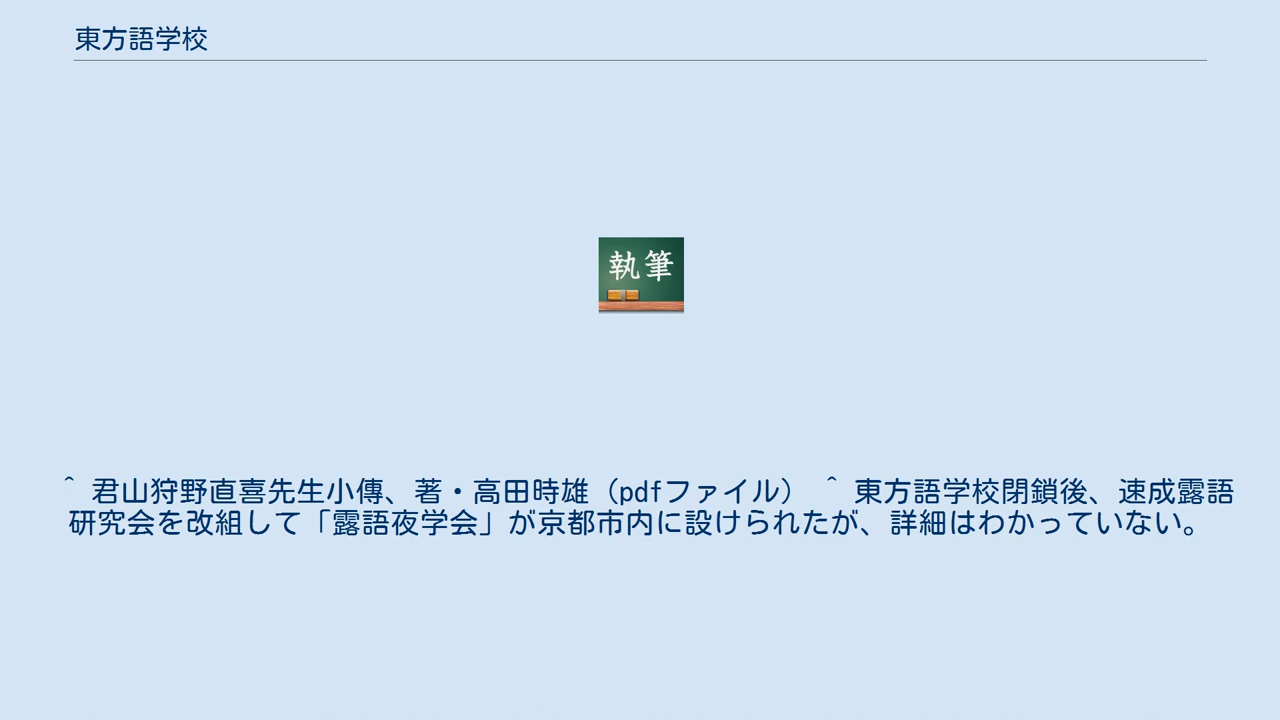 東方語学校
執筆
^ 君山狩野直喜先生小傳、著・高田時雄（pdfファイル） ^ 東方語学校閉鎖後、速成露語
研究会を改組して「露語夜学会」が京都市内に設けられたが、詳細はわかっていない。